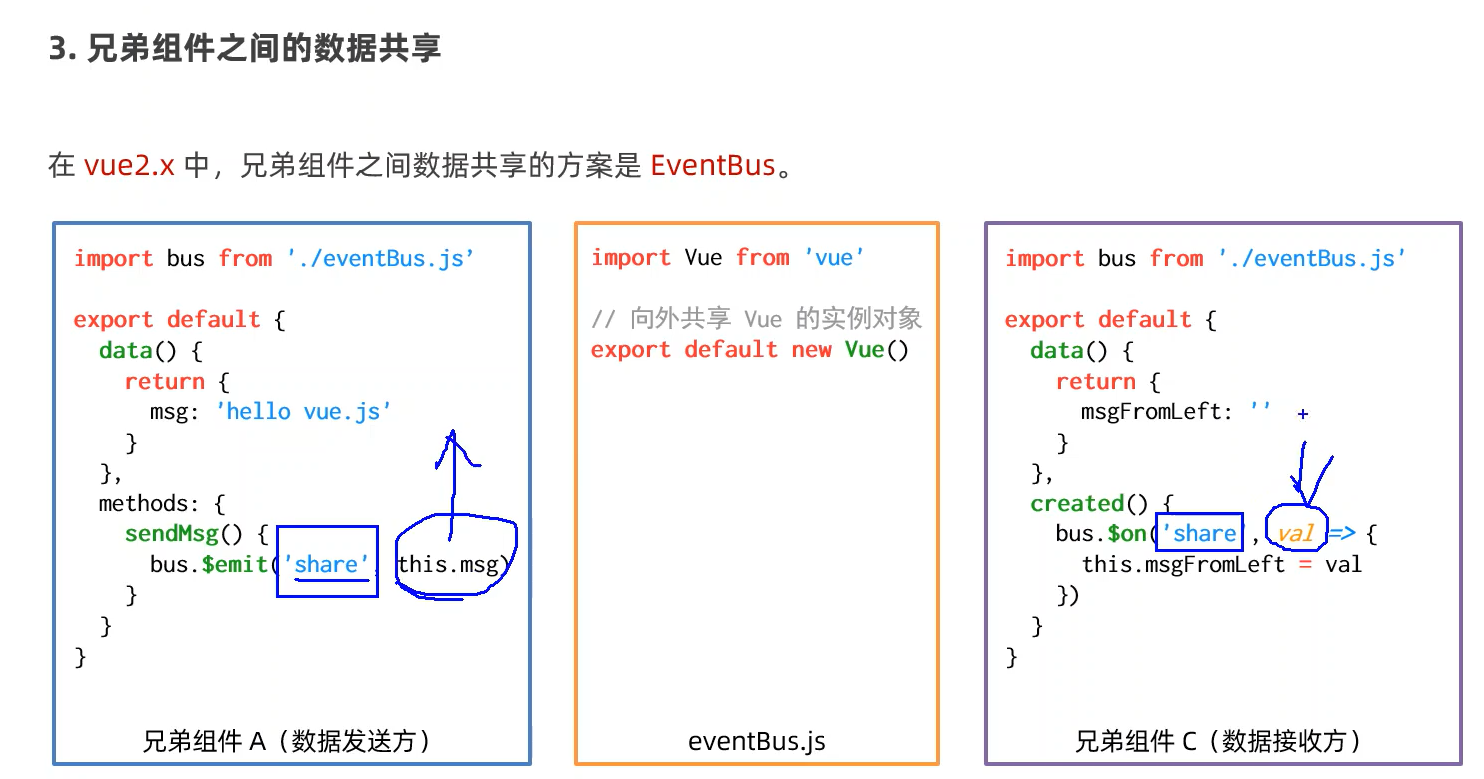 3. 兄弟组件之间的数据共享
在 vue2.x 中，兄弟组件之间数据共享的方案是 EventBus。
import bus from './eventBus.js’
export default {
data() {
return {
msg: 'hello vue.js’
}
},
methods: {
sendMsg() {
bus.$emit('share', this.msg)
}
}
}
兄弟组件 A（数据发送方）
import Vue from 'vue’
// 向外共享 Vue 的实例对象
export default new Vue()
eventBus.js
import bus from './eventBus.js'
export default {
data() {
return {
msgFromLeft: ''
}
},
created() {
bus.$on('share', val => {
this.msgFromLeft = val
})
}
}
兄弟组件 C（数据接收方）